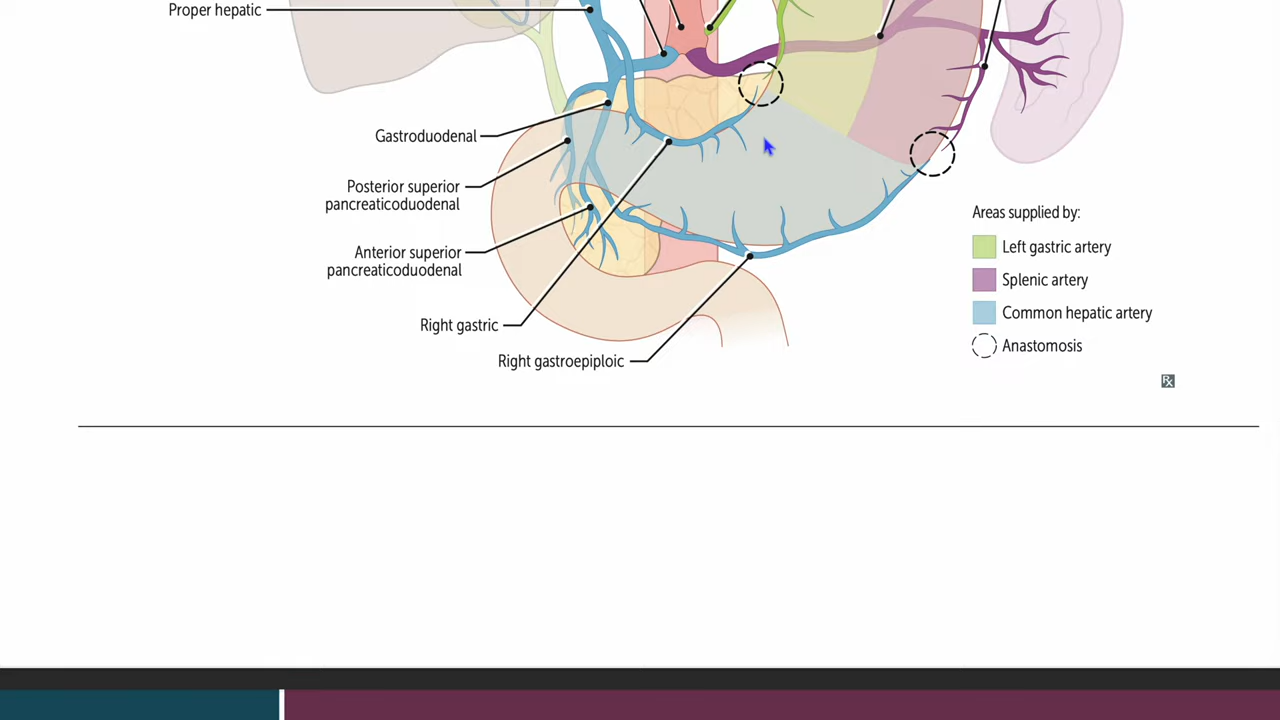 Proper hepatic
Gastroduodenal
Posterior superior
pancreaticoduodenal
Anterior superior
pancreaticoduodenal
Right gastric
Right gastroepiploic
Areas supplied by:
Left gastric artery
Splenic artery
Common hepatic artery
Anastomosis
Rx